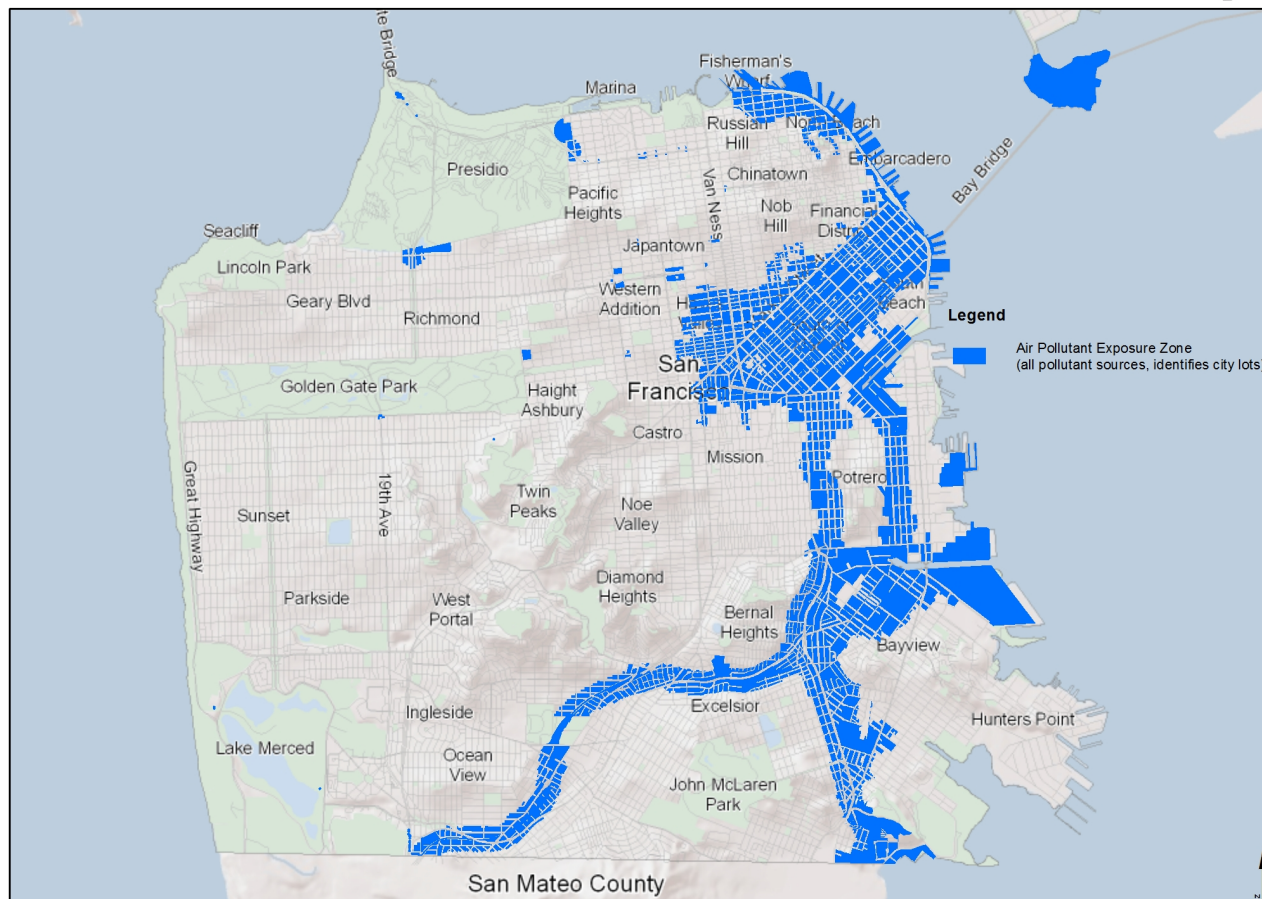 te Bridge
Fisherman's
Wharf
Marina
Russian
Hill
North Beach
Embarcadero
Presidio
Chinatown
Bay Bridge
Pacific
Heights
Van Ness
Nob
Hill
Financial
Seacliff
Japantown
Lincoln Park
Geary Blvd
Western
Addition
Richmond
Beach
Legend
Air Pollutant Exposure Zone
(all pollutant sources, identifies city lots)
San
Francisco
Golden Gate Park
Haight
Ashbury
Castro
Mission
Great Highway
19th Ave
Potrero
Twin
Peaks
Noe
Valley
Sunset
Diamond
Heights
Parkside
West
Portal
Bernal
Heights
Bayview
Ingleside
Excelsior
Hunters Point
Lake Merced
Ocean
View
John McLaren
Park
San Mateo County